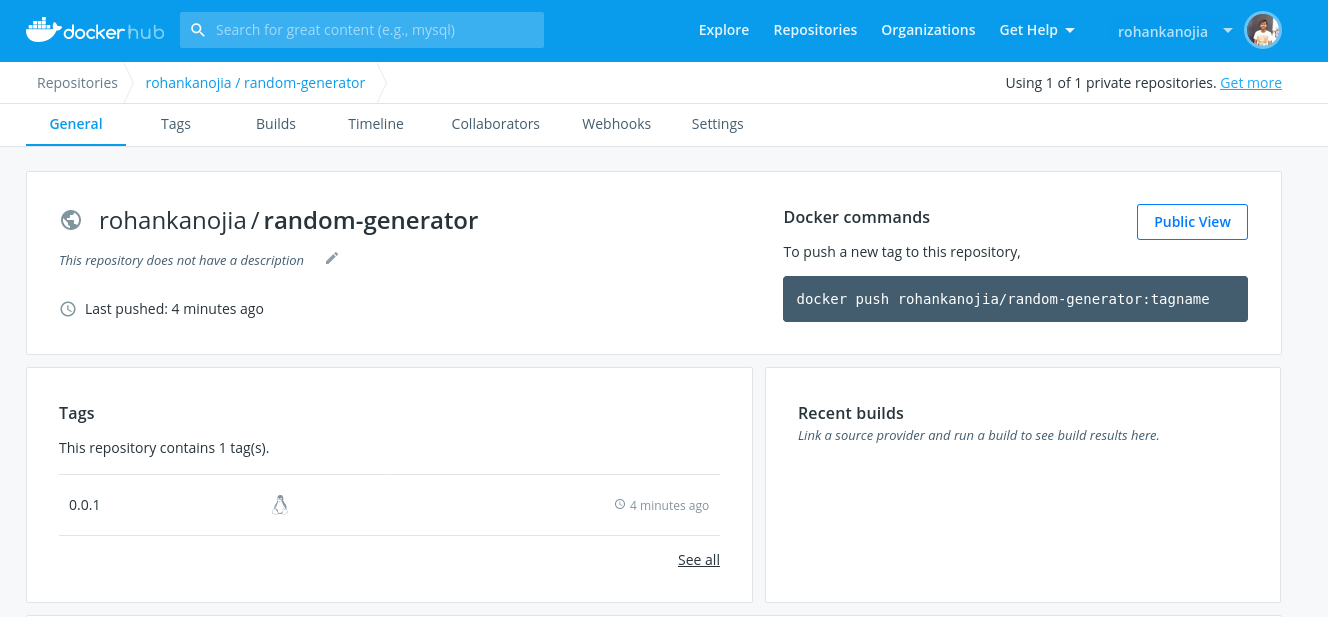 dockerhub
Search for great content (e.g., mysql)
Explore
Repositories
Organizations
Get Help
rohankanojia
Repositories
rohankanojia / random-generator
Using 1 of 1 private repositories. Get more
General
Tags
Builds
Timeline
Collaborators
Webhooks
Settings
rohankanojia / random-generator
This repository does not have a description
Last pushed: 4 minutes ago
Docker commands
Public View
To push a new tag to this repository,
docker push rohankanojia/random-generator:tagname
Tags
This repository contains 1 tag(s).
0.0.1
4 minutes ago
See all
Recent builds
Link a source provider and run a build to see build results here.